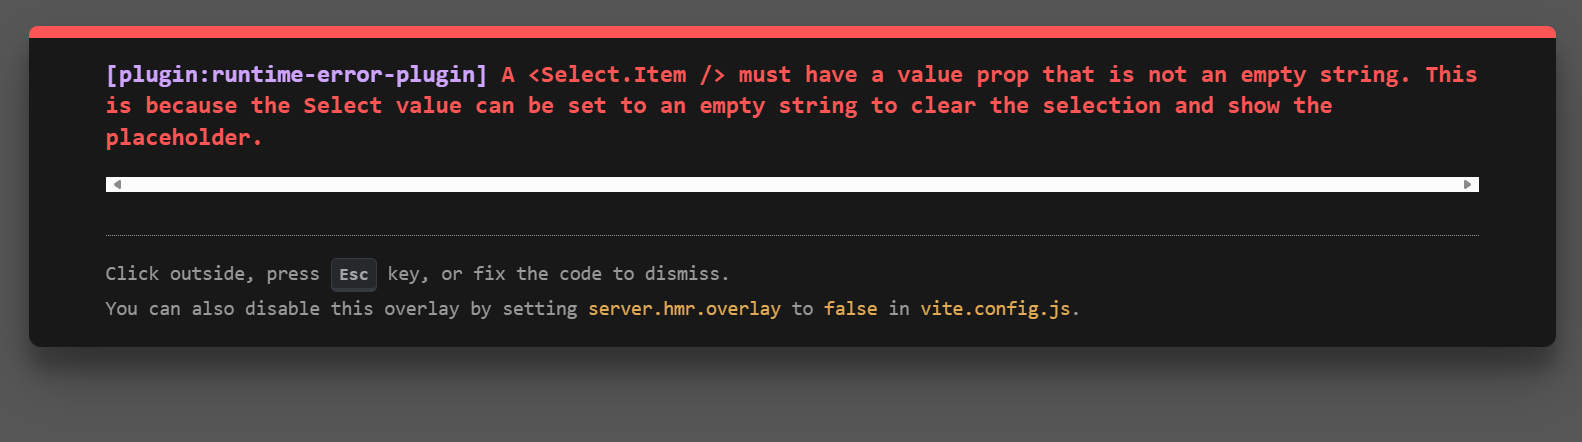 [plugin:runtime-error-plugin] A <Select.Item /> must have a value prop that is not an empty string. This
is because the Select value can be set to an empty string to clear the selection and show the
placeholder.
Click outside, press Esc key, or fix the code to dismiss.
You can also disable this overlay by setting server.hmr.overlay to false in vite.config.js.